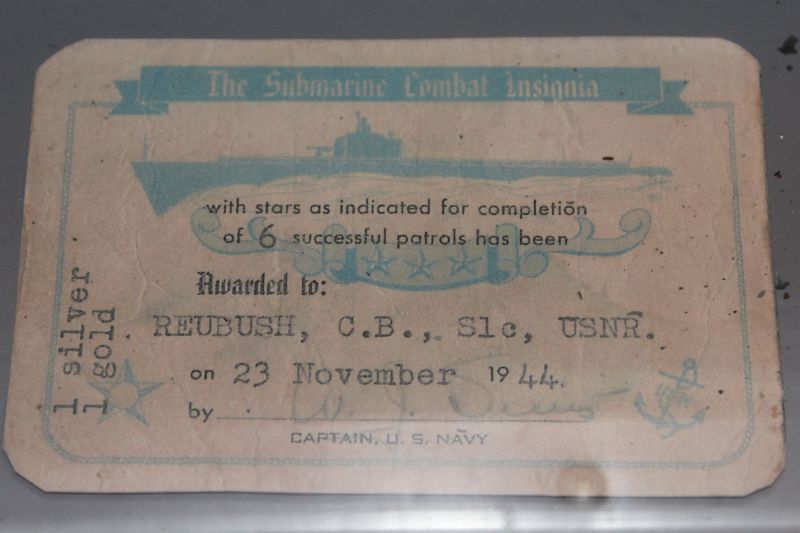 The Submarine Combat Insignia
with stars as indicated for completion
of 6 successful patrols has been
Awarded to:
REUBUSH, C.B., S1c, USNR.
on 23 November 1944.
by
CAPTAIN, U. S. NAVY
1 silver
1 gold